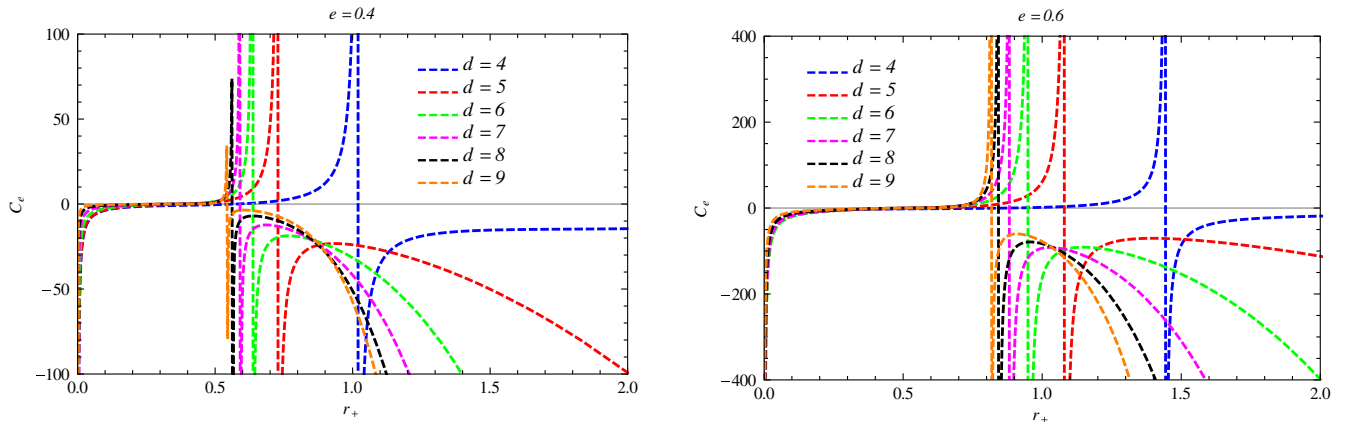 e = 0.4
100
50
0
−50
−100
C_e
d = 4
d = 5
d = 6
d = 7
d = 8
d = 9
0.0 0.5 1.0 1.5 2.0
r_+
e = 0.6
400
200
0
−200
−400
C_e
d = 4
d = 5
d = 6
d = 7
d = 8
d = 9
0.0 0.5 1.0 1.5 2.0
r_+